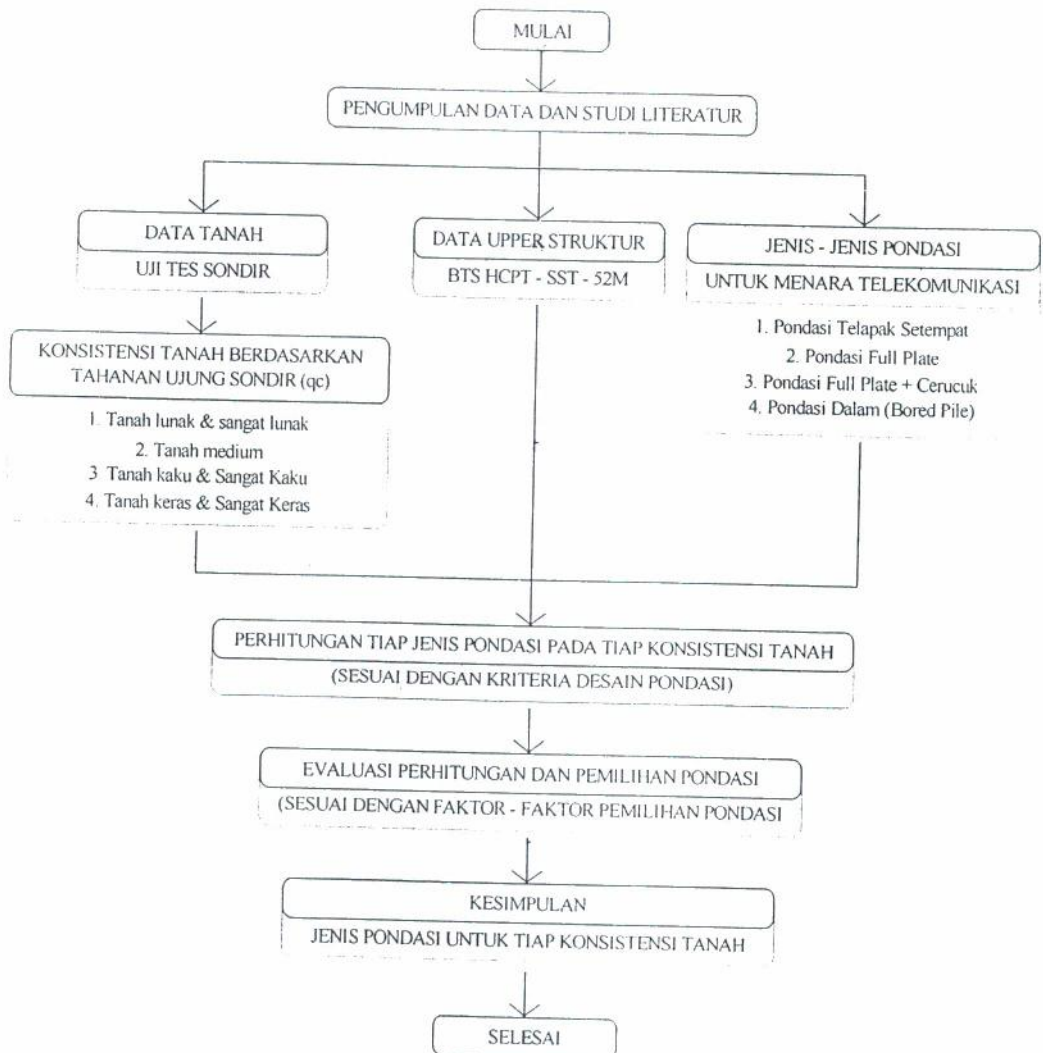 MULAI
PENGUMPULAN DATA DAN STUDI LITERATUR
DATA TANAH
UJI TES SONDIR
KONSISTENSI TANAH BERDASARKAN
TAHANAN UJUNG SONDIR (qc)
1. Tanah lunak & sangat lunak
2. Tanah medium
3 Tanah kaku & Sangat Kaku
4. Tanah keras & Sangat Keras
DATA UPPER STRUKTUR
BTS HCPT - SST - 52M
JENIS - JENIS PONDASI
UNTUK MENARA TELEKOMUNIKASI
1. Pondasi Telapak Setempat
2. Pondasi Full Plate
3. Pondasi Full Plate + Cerucuk
4. Pondasi Dalam (Bored Pile)
PERHITUNGAN TIAP JENIS PONDASI PADA TIAP KONSISTENSI TANAH
(SESUAI DENGAN KRITERIA DESAIN PONDASI)
EVALUASI PERHITUNGAN DAN PEMILIHAN PONDASI
(SESUAI DENGAN FAKTOR - FAKTOR PEMILIHAN PONDASI
KESIMPULAN
JENIS PONDASI UNTUK TIAP KONSISTENSI TANAH
SELESAI